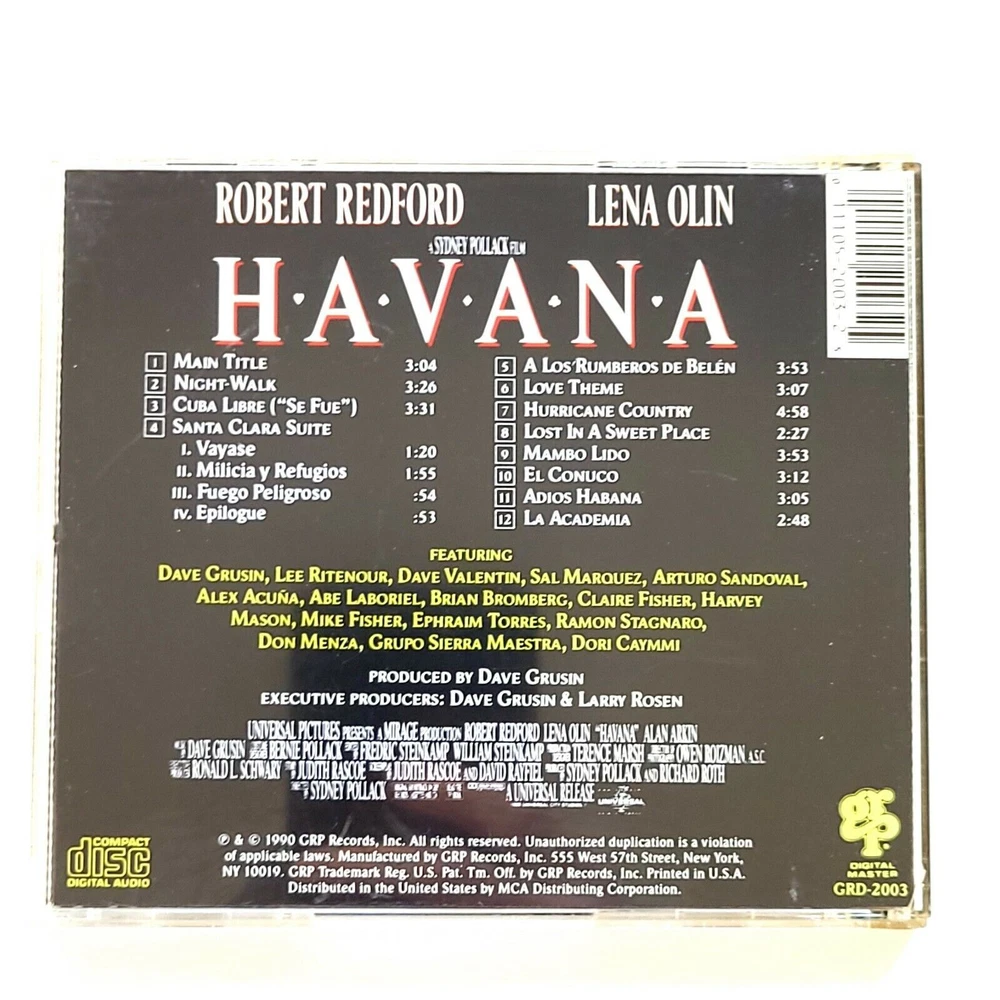 ROBERT REDFORD LENA OLIN
A SYDNEY POLLACK FILM
H·A·V·A·N·A
1 MAIN TITLE 3:04
2 NIGHT-WALK 3:26
3 CUBA LIBRE ("SE FUE") 3:31
4 SANTA CLARA SUITE
I. Vayase 1:20
II. Milicia y Refugios 1:55
III. Fuego Peligroso :54
IV. Epilogue :53
5 A LOS RUMBEROS DE BELÉN 3:53
6 LOVE THEME 3:07
7 HURRICANE COUNTRY 4:58
8 LOST IN A SWEET PLACE 2:27
9 MAMBO LIDO 3:53
10 EL CONUCO 3:12
11 ADIOS HABANA 3:05
12 LA ACADEMIA 2:48
FEATURING
DAVE GRUSIN, LEE RITENOUR, DAVE VALENTIN, SAL MARQUEZ, ARTURO SANDOVAL,
ALEX ACUÑA, ABE LABORIEL, BRIAN BROMBERG, CLAIRE FISHER, HARVEY
MASON, MIKE FISHER, EPHRAIM TORRES, RAMON STAGNARO,
DON MENZA, GRUPO SIERRA MAESTRA, DORI CAYMMI
PRODUCED BY DAVE GRUSIN
EXECUTIVE PRODUCERS: DAVE GRUSIN & LARRY ROSEN
UNIVERSAL PICTURES PRESENTS A MIRAGE PRODUCTION ROBERT REDFORD LENA OLIN "HAVANA" ALAN ARKIN
DAVE GRUSIN BERNIE POLLACK FREDRIC STEINKAMP WILLIAM STEINKAMP TERENCE MARSH OWEN ROIZMAN, A.S.C.
RONALD L. SCHWARY JUDITH RASCOE JUDITH RASCOE AND DAVID RAYFIEL SYDNEY POLLACK AND RICHARD ROTH
SYDNEY POLLACK A UNIVERSAL RELEASE UNIVERSAL
℗ & © 1990 GRP Records, Inc. All rights reserved. Unauthorized duplication is a violation
of applicable laws. Manufactured by GRP Records, Inc. 555 West 57th Street, New York,
NY 10019. GRP Trademark Reg. U.S. Pat. Tm. Off. by GRP Records, Inc. Printed in U.S.A.
Distributed in the United States by MCA Distributing Corporation.
COMPACT
disc
DIGITAL AUDIO
grp
DIGITAL
MASTER
GRD-2003
0 11105-2003-2